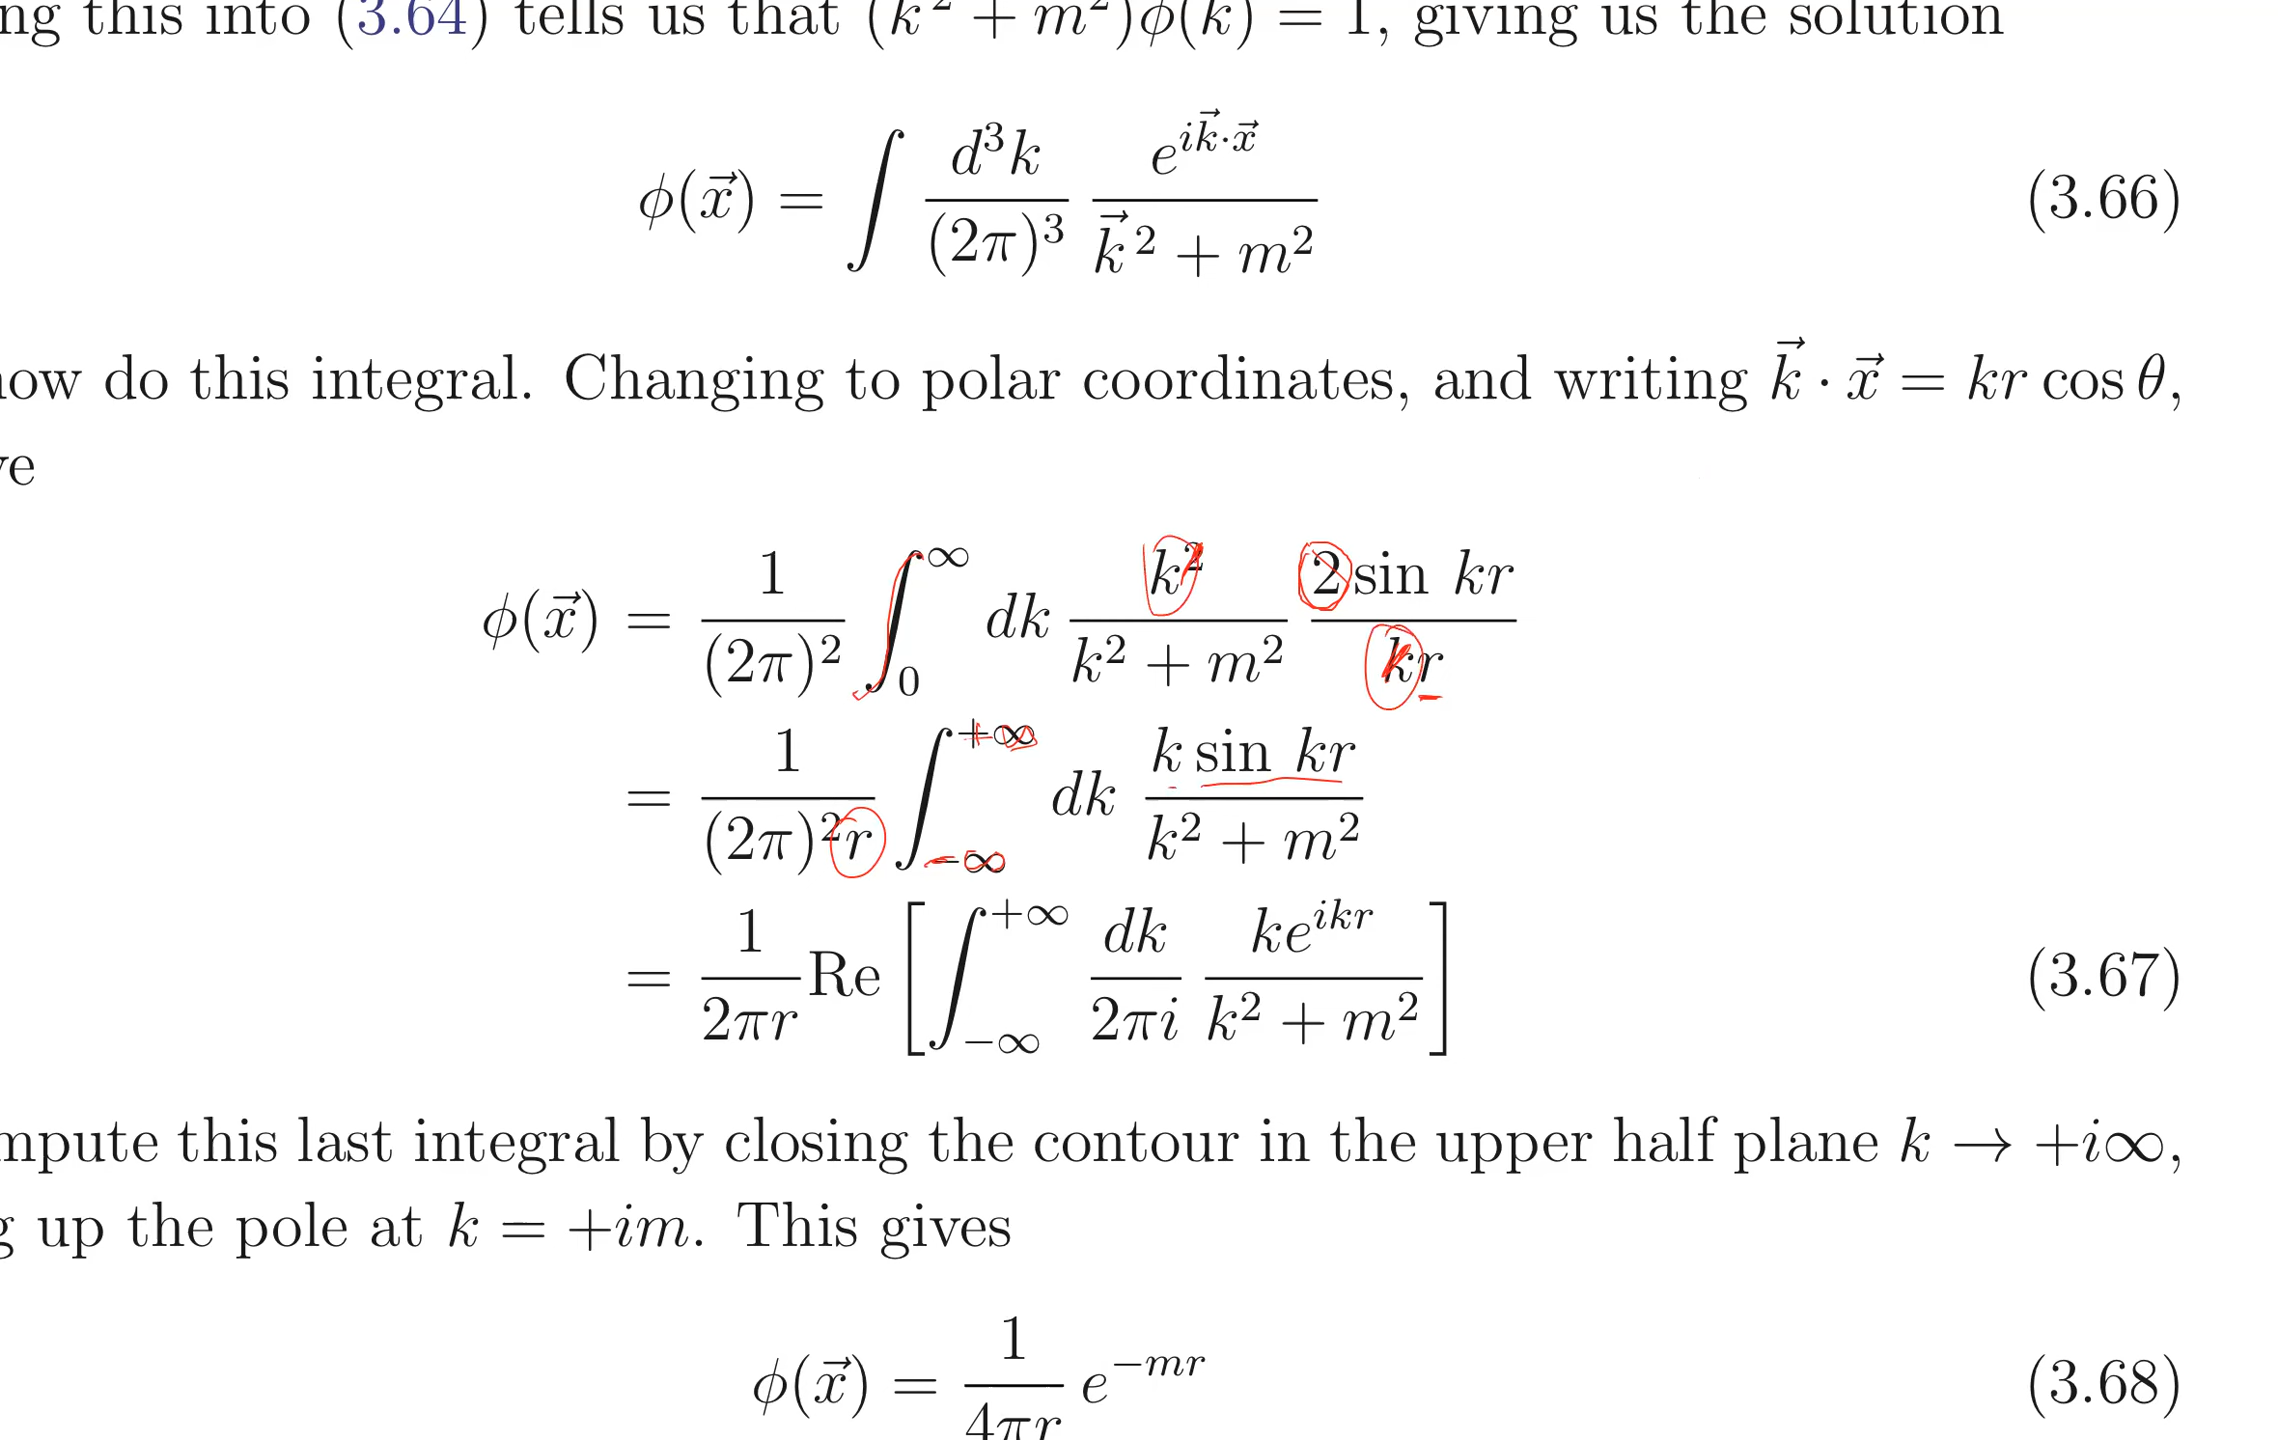 ng this into (3.64) tells us that (k² + m²)ϕ(k) = 1, giving us the solution
ϕ(x⃗) = ∫ d³k/(2π)³ e^{ik⃗·x⃗}/(k⃗² + m²) (3.66)
now do this integral. Changing to polar coordinates, and writing k⃗ · x⃗ = kr cos θ,
ve
ϕ(x⃗) = 1/(2π)² ∫₀^∞ dk k²/(k² + m²) 2 sin kr/kr
= 1/((2π)²r) ∫_{−∞}^{+∞} dk k sin kr/(k² + m²)
= 1/(2πr) Re [∫_{−∞}^{+∞} dk/(2πi) ke^{ikr}/(k² + m²)] (3.67)
mpute this last integral by closing the contour in the upper half plane k → +i∞,
g up the pole at k = +im. This gives
ϕ(x⃗) = 1/(4πr) e^{−mr} (3.68)